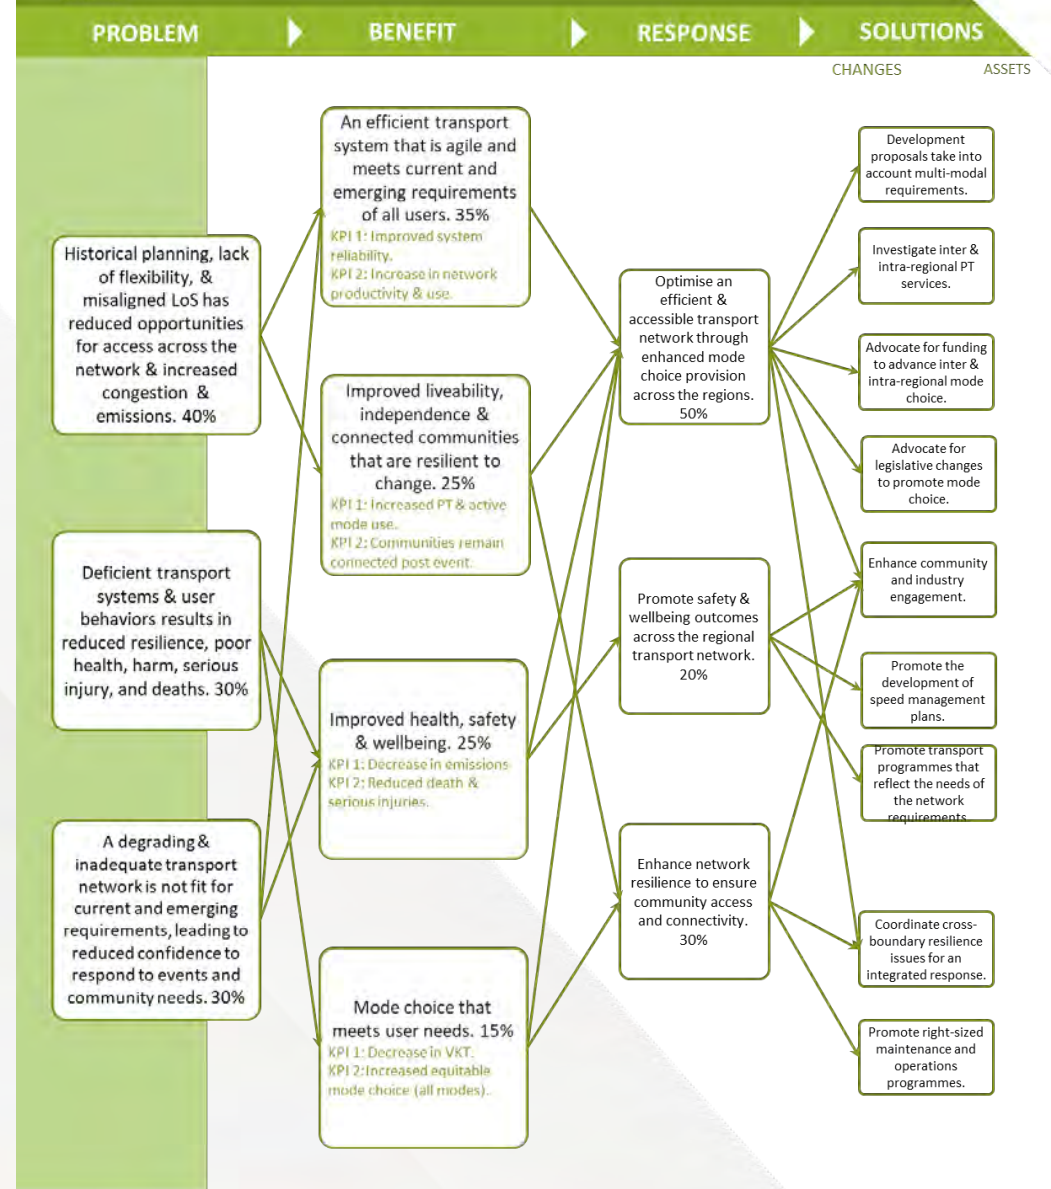 PROBLEM
BENEFIT
RESPONSE
SOLUTIONS
CHANGES
ASSETS
Historical planning, lack
of flexibility, &
misaligned LoS has
reduced opportunities
for access across the
network & increased
congestion &
emissions. 40%
Deficient transport
systems & user
behaviors results in
reduced resilience, poor
health, harm, serious
injury, and deaths. 30%
A degrading &
inadequate transport
network is not fit for
current and emerging
requirements, leading to
reduced confidence to
respond to events and
community needs. 30%
An efficient transport
system that is agile and
meets current and
emerging requirements
of all users. 35%
KPI 1: Improved system
reliability.
KPI 2: Increase in network
productivity & use.
Improved liveability,
independence &
connected communities
that are resilient to
change. 25%
KPI 1: Increased PT & active
mode use.
KPI 2: Communities remain
connected post event.
Improved health, safety
& wellbeing. 25%
KPI 1: Decrease in emissions
KPI 2: Reduced death &
serious injuries.
Mode choice that
meets user needs. 15%
KPI 1: Decrease in VKT.
KPI 2: Increased equitable
mode choice (all modes).
Optimise an
efficient &
accessible transport
network through
enhanced mode
choice provision
across the regions.
50%
Promote safety &
wellbeing outcomes
across the regional
transport network.
20%
Enhance network
resilience to ensure
community access
and connectivity.
30%
Development
proposals take into
account multi-modal
requirements.
Investigate inter &
intra-regional PT
services.
Advocate for funding
to advance inter &
intra-regional mode
choice.
Advocate for
legislative changes
to promote mode
choice.
Enhance community
and industry
engagement.
Promote the
development of
speed management
plans.
Promote transport
programmes that
reflect the needs of
the network
requirements.
Coordinate cross-
boundary resilience
issues for an
integrated response.
Promote right-sized
maintenance and
operations
programmes.